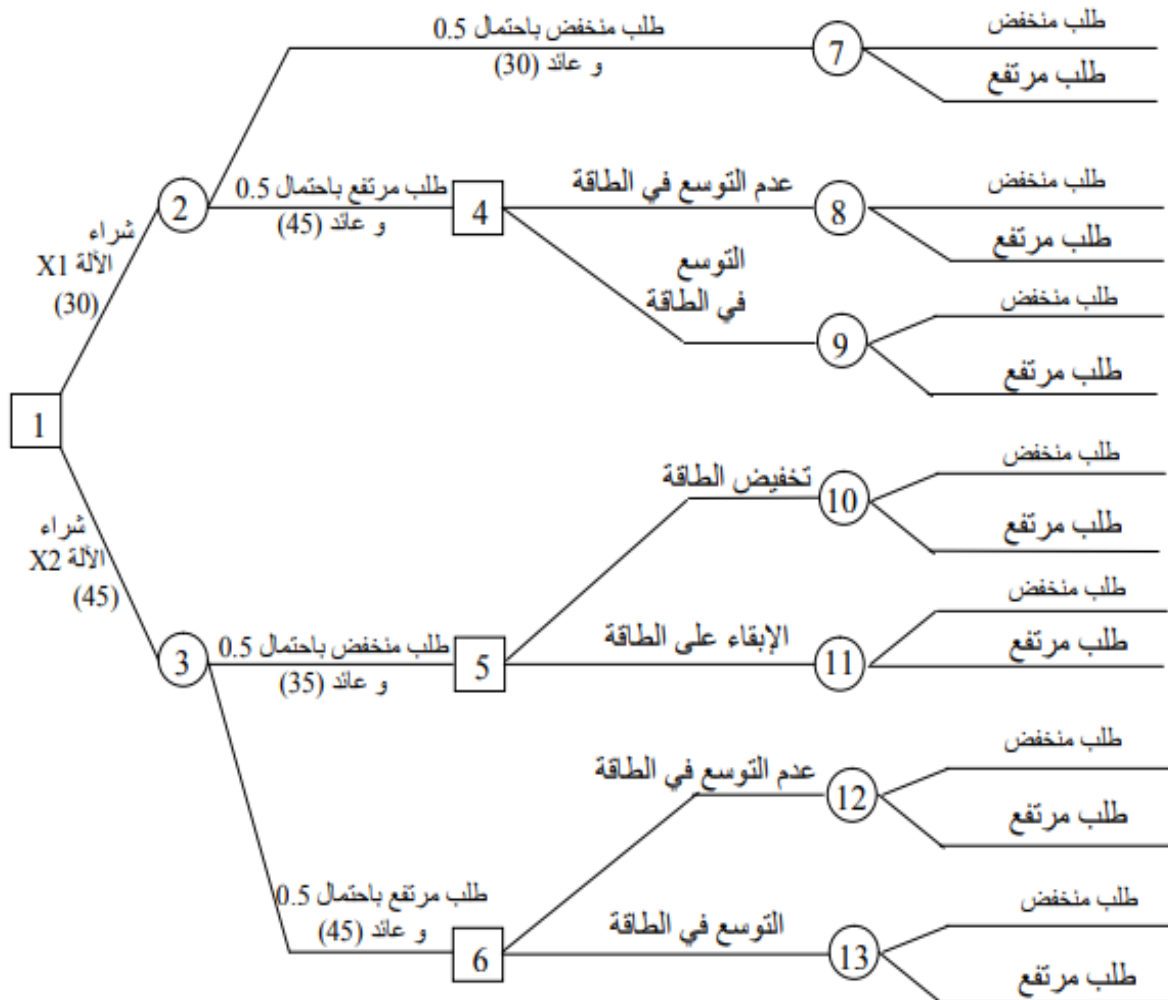 طلب منخفض باحتمال 0.5
و عائد (30)
7
طلب منخفض
طلب مرتفع
شراء
الألة X1
(30)
2
طلب مرتفع باحتمال 0.5
و عائد (45)
4
عدم التوسع في الطاقة
8
طلب منخفض
طلب مرتفع
التوسع
في الطاقة
9
طلب منخفض
طلب مرتفع
1
شراء
الألة X2
(45)
3
طلب منخفض باحتمال 0.5
و عائد (35)
5
تخفيض الطاقة
10
طلب منخفض
طلب مرتفع
الإبقاء على الطاقة
11
طلب منخفض
طلب مرتفع
طلب مرتفع باحتمال 0.5
و عائد (45)
6
عدم التوسع في الطاقة
12
طلب منخفض
طلب مرتفع
التوسع في الطاقة
13
طلب منخفض
طلب مرتفع